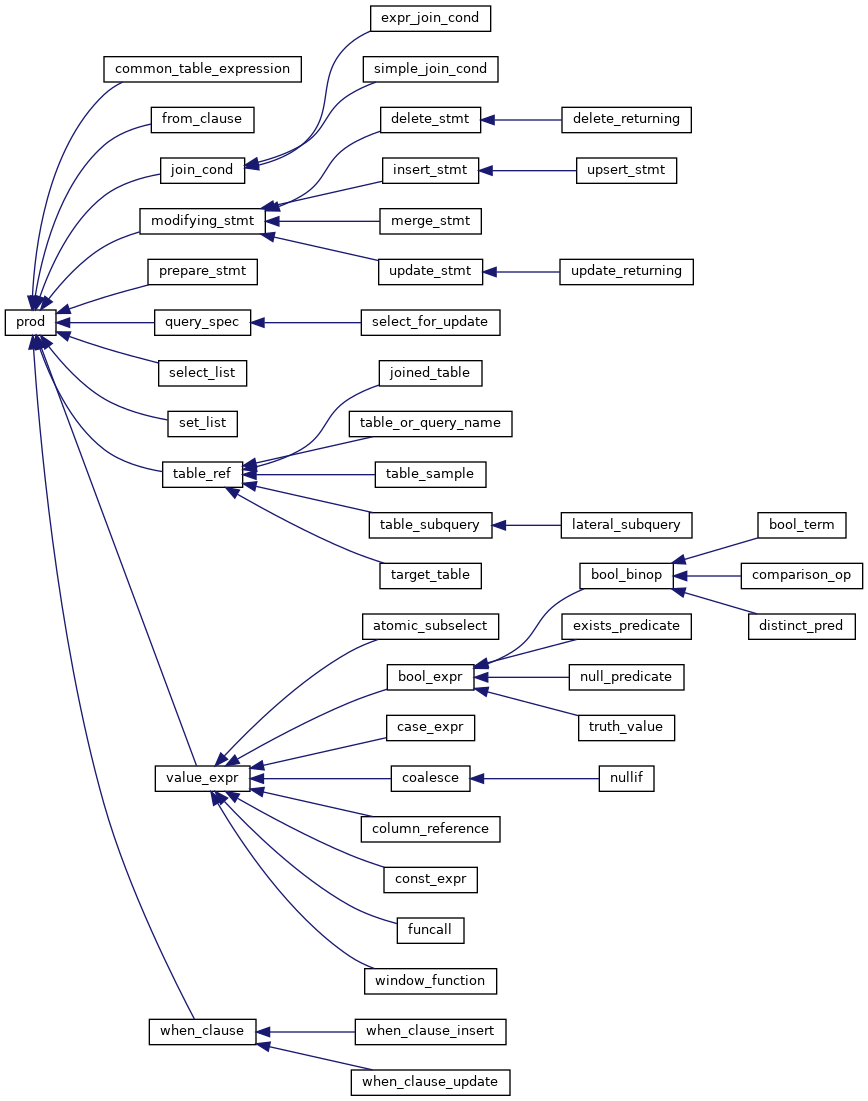 expr_join_cond
common_table_expression
simple_join_cond
from_clause
delete_stmt
delete_returning
join_cond
insert_stmt
upsert_stmt
modifying_stmt
merge_stmt
prepare_stmt
update_stmt
update_returning
prod
query_spec
select_for_update
select_list
joined_table
set_list
table_or_query_name
table_ref
table_sample
table_subquery
lateral_subquery
bool_term
target_table
bool_binop
comparison_op
atomic_subselect
exists_predicate
distinct_pred
bool_expr
null_predicate
case_expr
truth_value
value_expr
coalesce
nullif
column_reference
const_expr
funcall
window_function
when_clause
when_clause_insert
when_clause_update